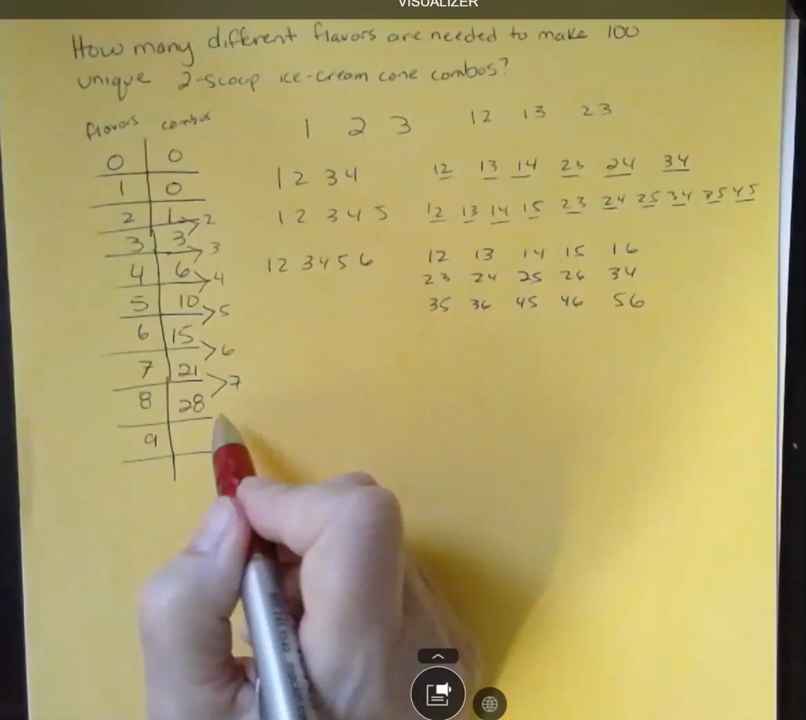 VISUALIZER
How many different flavors are needed to make 100
unique 2-scoup ice-cream cone combos?
flavors combos
0 0
1 0
2 1 >2
3 3 >3
4 6 >4
5 10 >5
6 15 >6
7 21 >7
8 28
9
1 2 3 12 13 23
1 2 3 4 12 13 14 23 24 34
1 2 3 4 5 12 13 14 15 23 24 25 34 35 45
1 2 3 4 5 6 12 13 14 15 16
23 24 25 26 34
35 36 45 46 56